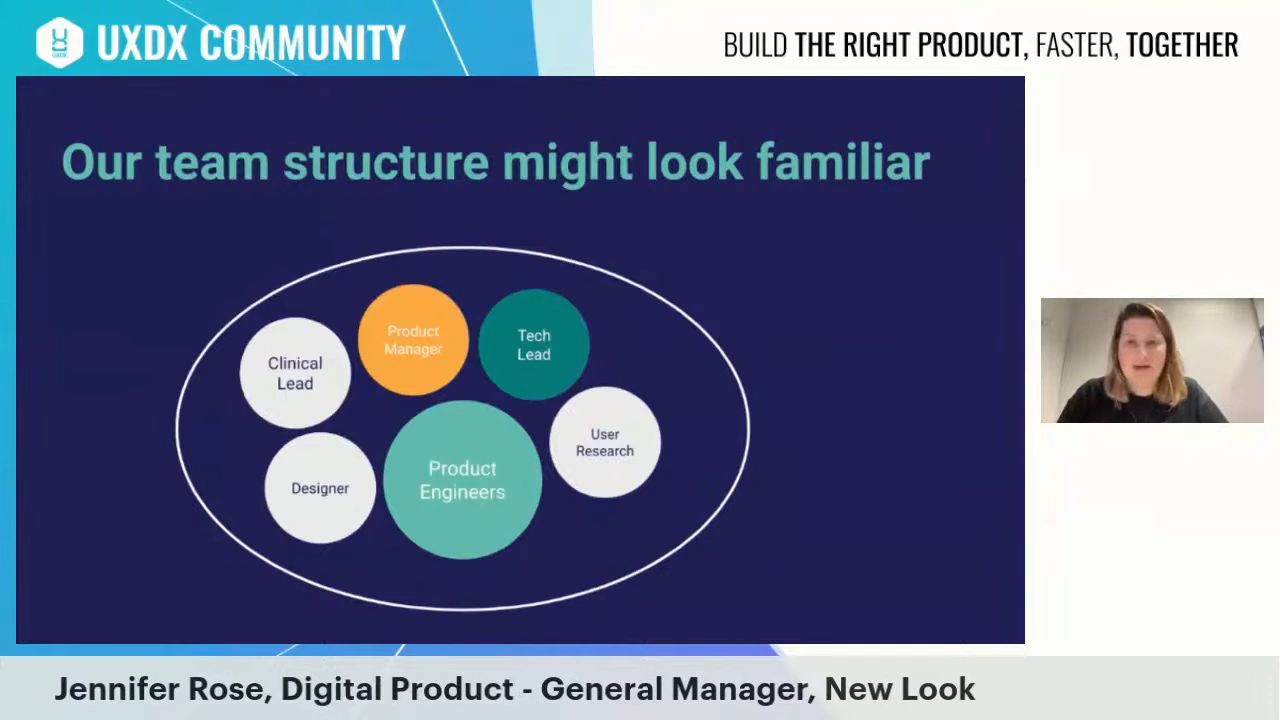 UXDX COMMUNITY
BUILD THE RIGHT PRODUCT, FASTER, TOGETHER
Our team structure might look familiar
Clinical
Lead
Product
Manager
Tech
Lead
User
Research
Designer
Product
Engineers
Jennifer Rose, Digital Product - General Manager, New Look